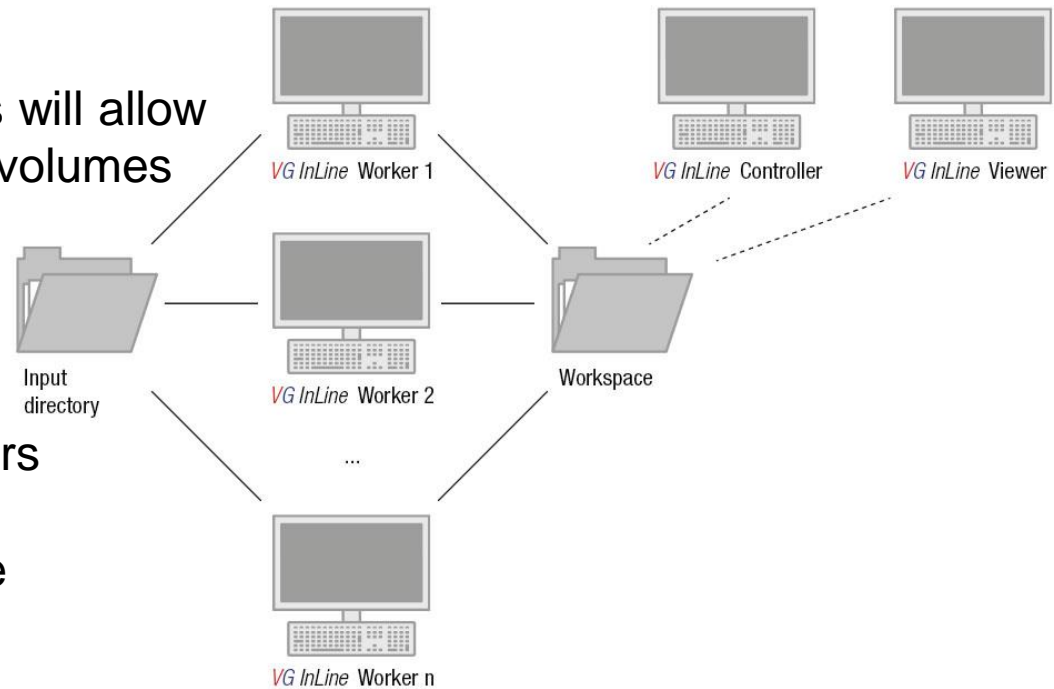 s will allow
volumes
rs
e
VG InLine Worker 1
VG InLine Controller
VG InLine Viewer
Input
directory
VG InLine Worker 2
Workspace
...
VG InLine Worker n